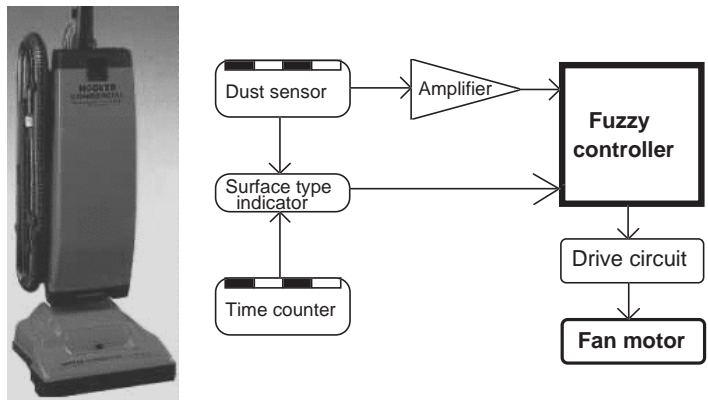 HOOVER
COMMERCIAL
Dust sensor
Amplifier
Fuzzy
controller
Surface type
indicator
Drive circuit
Time counter
Fan motor